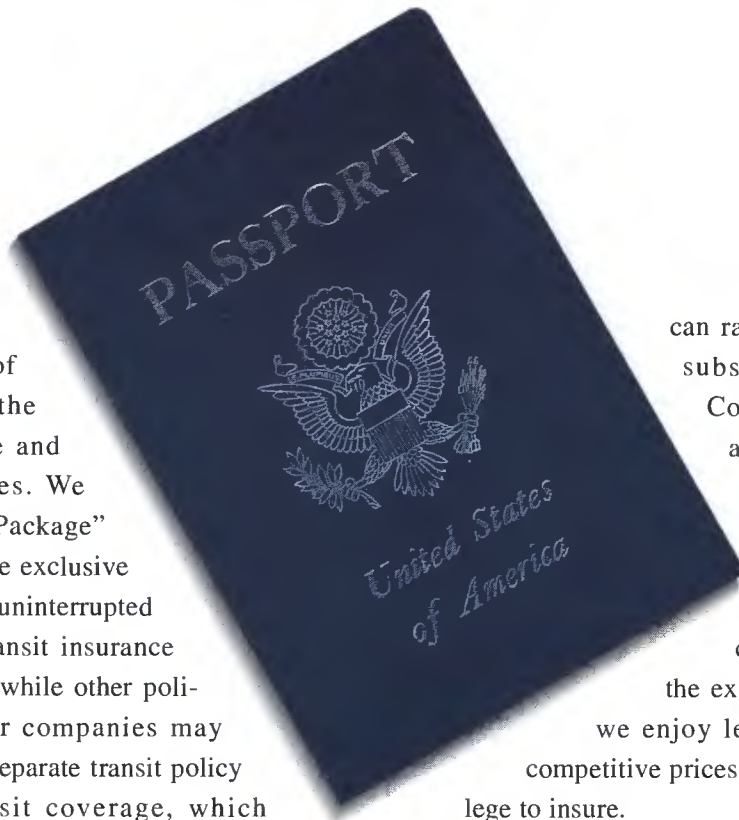 PASSPORT
United States
of America
of
the
e and
es. We
Package”
e exclusive
uninterrupted
ansit insurance
while other poli-
r companies may
eparate transit policy
sit coverage, which
can ra
subs
Co
a
the ex
we enjoy le
competitive prices
lege to insure.